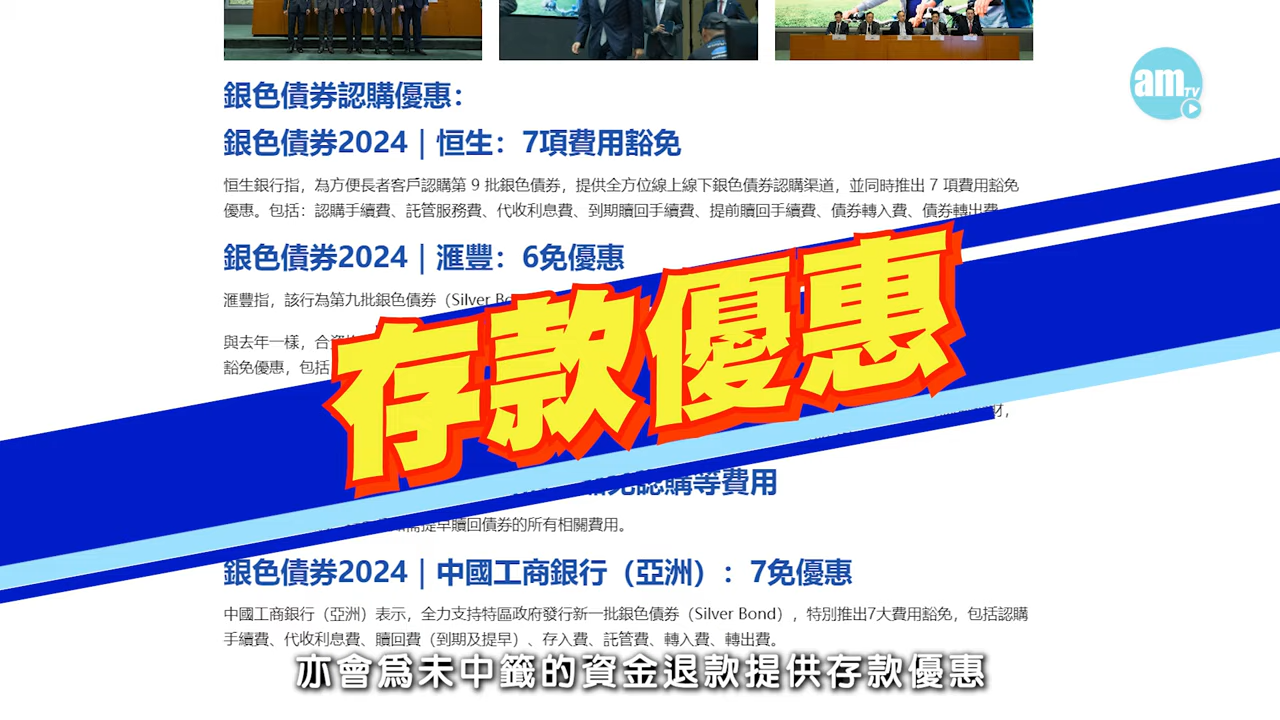 am
TV
銀色債券認購優惠：
銀色債券2024｜恒生：7項費用豁免
恒生銀行指，為方便長者客戶認購第 9 批銀色債券，提供全方位線上線下銀色債券認購渠道，並同時推出 7 項費用豁免
優惠。包括：認購手續費、託管服務費、代收利息費、到期贖回手續費、提前贖回手續費、債券轉入費、債券轉出費
銀色債券2024｜滙豐：6免優惠
滙豐指，該行為第九批銀色債券（Silver
與去年一樣，合
豁免優惠，包括
存款優惠
認購等費用
提早贖回債券的所有相關費用。
銀色債券2024｜中國工商銀行（亞洲）：7免優惠
中國工商銀行（亞洲）表示，全力支持特區政府發行新一批銀色債券（Silver Bond），特別推出7大費用豁免，包括認購
手續費、代收利息費、贖回費（到期及提早）、存入費、託管費、轉入費、轉出費。
亦會為未中籤的資金退款提供存款優惠